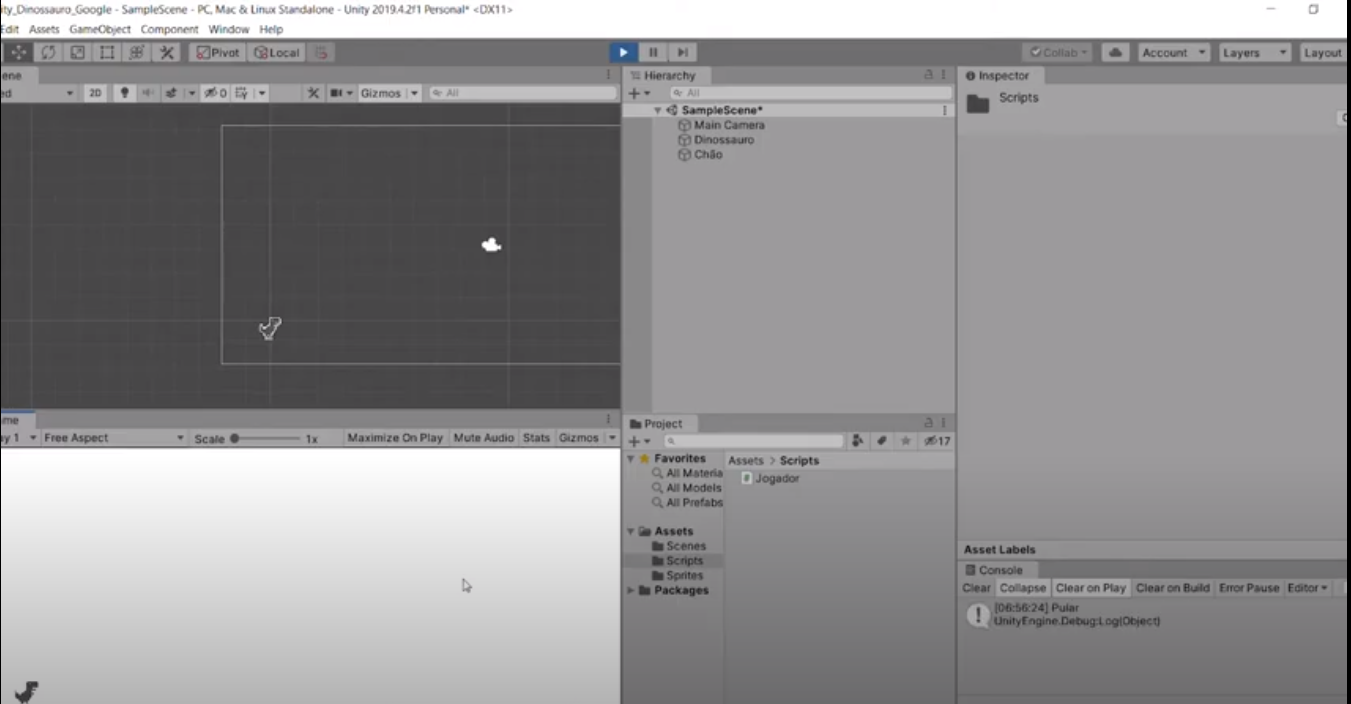 ity_Dinossauro_Google - SampleScene - PC, Mac & Linux Standalone - Unity 2019.4.2f1 Personal* <DX11>
Edit Assets GameObject Component Window Help
Pivot Local Collab Account Layers Layout
ene
Hierarchy
Inspector
ed 2D 0 Gizmos All
All
Scripts
SampleScene*
Main Camera
Dinossauro
Chão
me
ay 1 Free Aspect Scale 1x Maximize On Play Mute Audio Stats Gizmos
Project
17
Favorites
All Materia
All Models
All Prefabs
Assets
Scenes
Scripts
Sprites
Packages
Assets > Scripts
# Jogador
Asset Labels
Console
Clear Collapse Clear on Play Clear on Build Error Pause Editor
[06:56:24] Pular
UnityEngine.Debug:Log(Object)